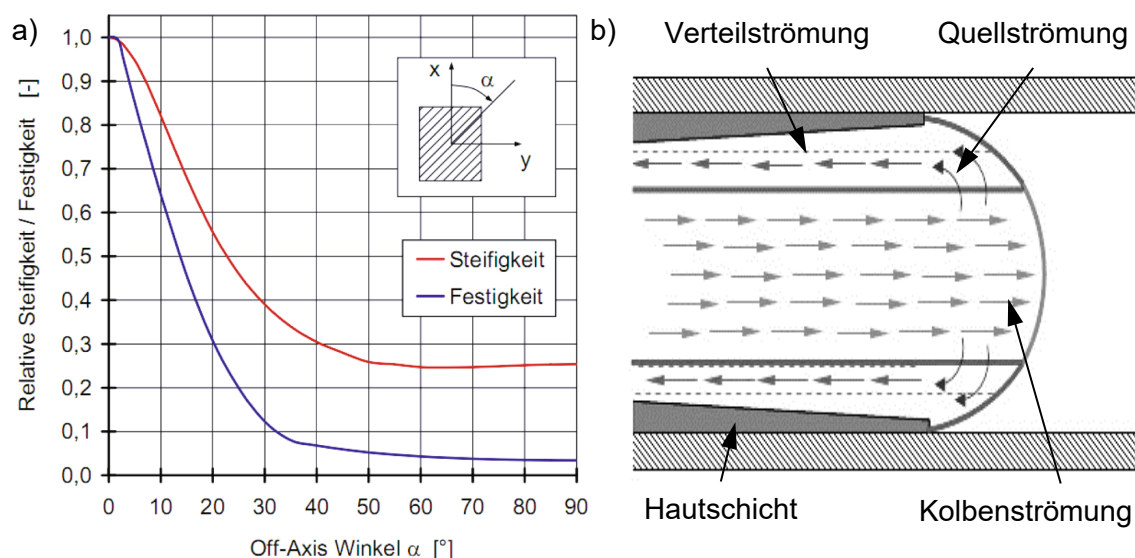 a)
1,0
0,9
0,8
0,7
0,6
0,5
0,4
0,3
0,2
0,1
0,0
Relative Steifigkeit / Festigkeit [-]
x
α
y
Steifigkeit
Festigkeit
0 10 20 30 40 50 60 70 80 90
Off-Axis Winkel α [°]
b)
Verteilströmung Quellströmung
Hautschicht Kolbenströmung